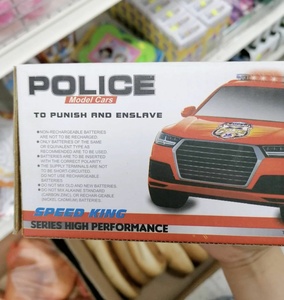 POLICE
Model Cars
TO PUNISH AND ENSLAVE
NON-RECHARGEABLE BATTERIES
ARE NOT TO BE RECHARGED
ONLY BATTERIES OF THE SAME
OR EQUIVALENT TYPE AS
RECOMMENDED ARE TO BE USED
BATTERIES ARE TO BE INSERTED
WITH THE CORRECT POLARITY
THE SUPPLY TERMINALS ARE NOT
TO BE SHORT-CIRCUITED
DO NOT USE RECHARGEABLE
BATTERIES
DO NOT MIX OLD AND NEW BATTERIES
DO NOT MIX ALKALINE STANDARD
SPEED KING
SERIES HIGH PERFORMANCE